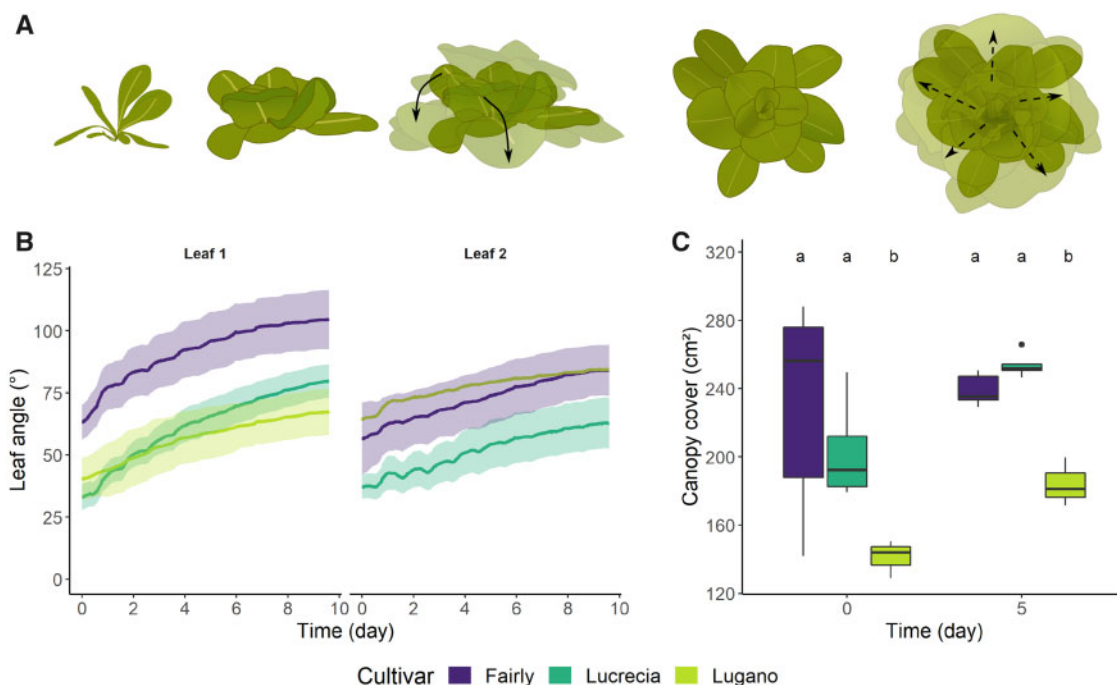 A
B
Leaf 1
Leaf 2
125
100
75
50
25
0
Leaf angle (°)
0 2 4 6 8 10
0 2 4 6 8 10
Time (day)
Time (day)
C
320
280
240
200
160
120
Canopy cover (cm²)
a a b a a b
0 5
Time (day)
Cultivar Fairly Lucrecia Lugano